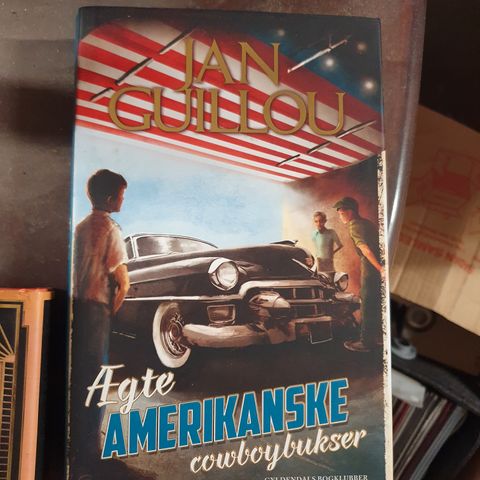 JAN
GUILLOU
Ægte
AMERIKANSKE
cowboybukser
GYLDENDALS BOGKLUBBER